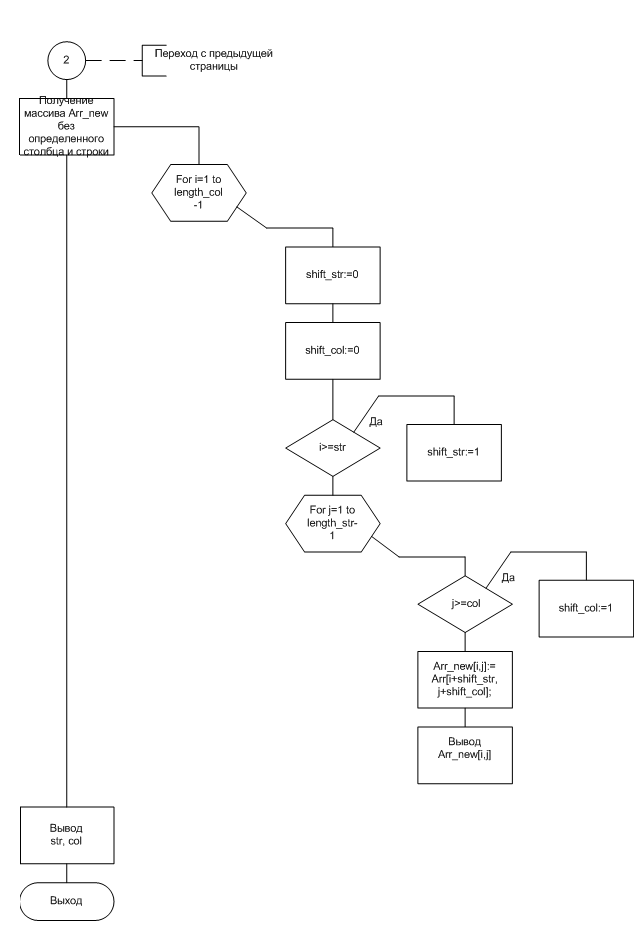 2
Переход с предыдущей
страницы
Получение
массива Arr_new
без
определенного
столбца и строки
For i=1 to
length_col
-1
shift_str:=0
shift_col:=0
Да
i>=str
shift_str:=1
For j=1 to
length_str-
1
Да
j>=col
shift_col:=1
Arr_new[i,j]:=
Arr[i+shift_str,
j+shift_col];
Вывод
Arr_new[i,j]
Вывод
str, col
Выход